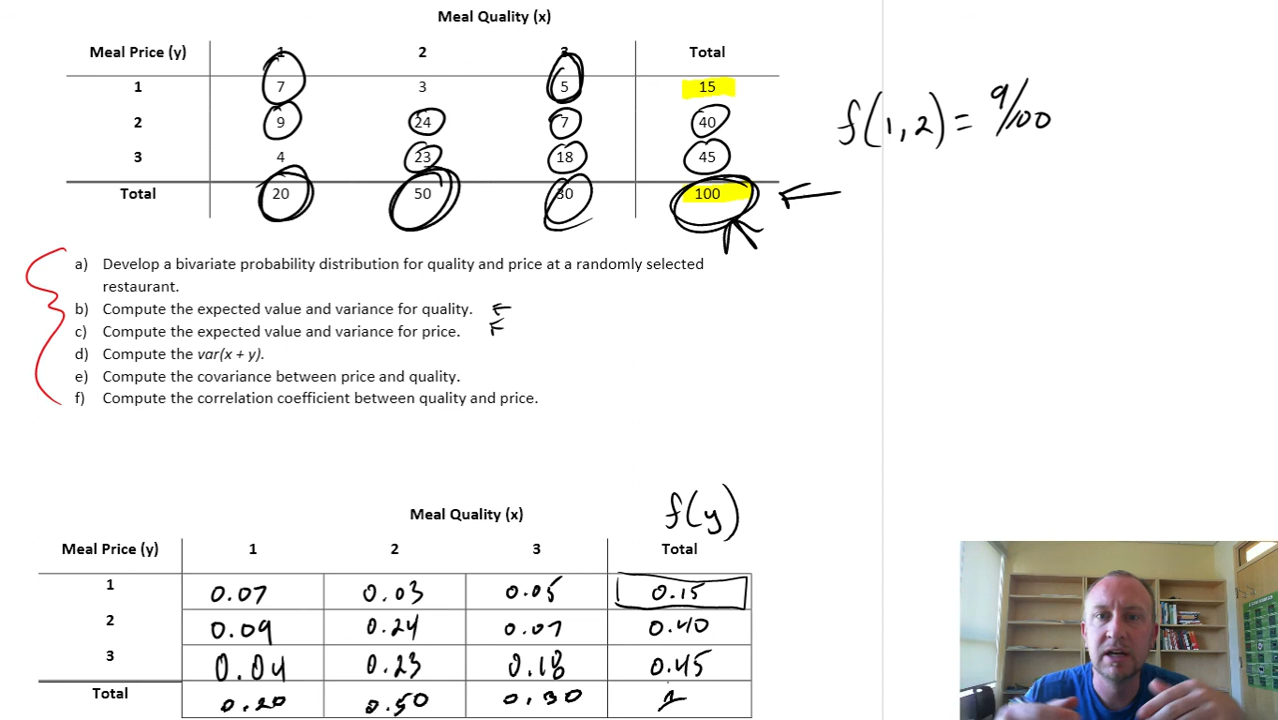 Meal Quality (x)
Meal Price (y) 1 2 3 Total
1 7 3 5 15
2 9 24 7 40
3 4 23 18 45
Total 20 50 30 100
f(1,2) = 9/100
a) Develop a bivariate probability distribution for quality and price at a randomly selected
restaurant.
b) Compute the expected value and variance for quality.
c) Compute the expected value and variance for price.
d) Compute the var(x + y).
e) Compute the covariance between price and quality.
f) Compute the correlation coefficient between quality and price.
Meal Quality (x) f(y)
Meal Price (y) 1 2 3 Total
1 0.07 0.03 0.05 0.15
2 0.09 0.24 0.07 0.40
3 0.04 0.23 0.18 0.45
Total 0.20 0.50 0.30 1